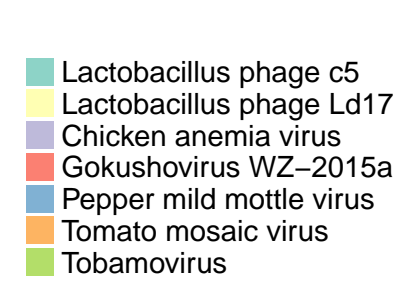 Lactobacillus phage c5
Lactobacillus phage Ld17
Chicken anemia virus
Gokushovirus WZ−2015a
Pepper mild mottle virus
Tomato mosaic virus
Tobamovirus